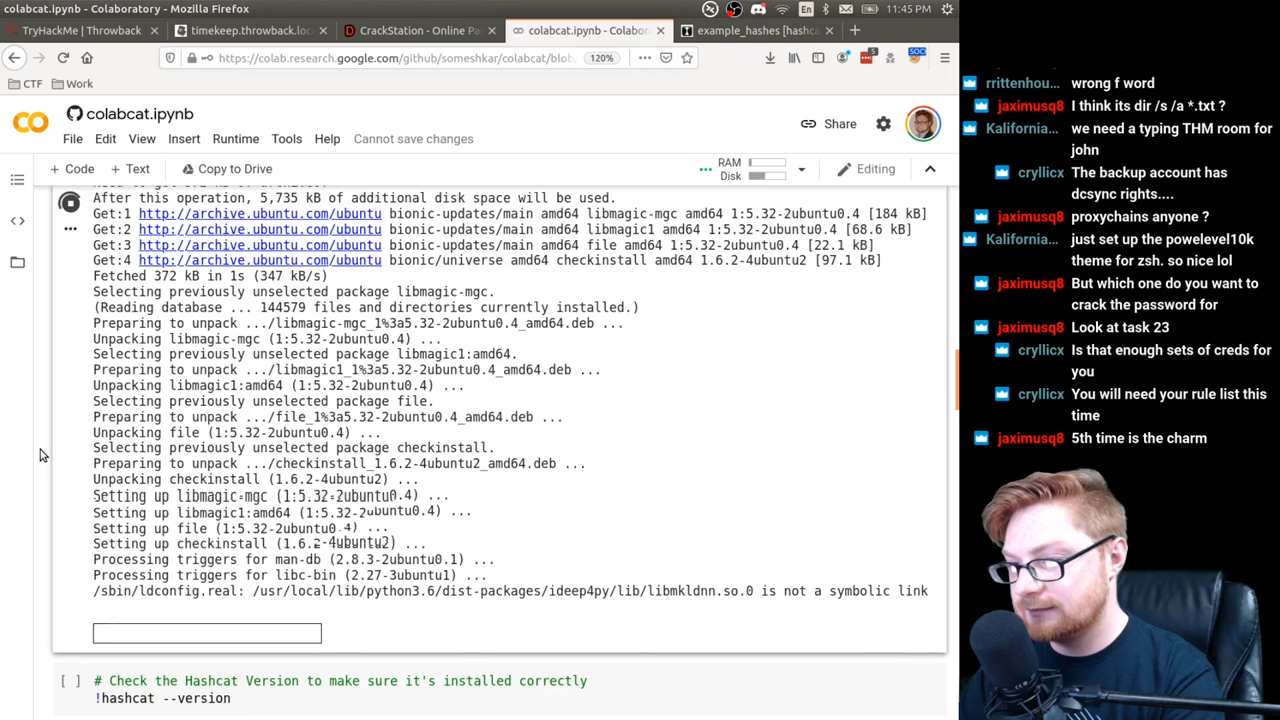 colabcat.ipynb - Colaboratory - Mozilla Firefox
En
11:45 PM
TryHackMe | Throwback
timekeep.throwback.loc
CrackStation - Online Pa
colabcat.ipynb - Colabor
example_hashes [hashca
https://colab.research.google.com/github/someshkar/colabcat/blob
120%
CTF
Work
colabcat.ipynb
Share
File Edit View Insert Runtime Tools Help Cannot save changes
+ Code + Text Copy to Drive
RAM
Disk
Editing
After this operation, 5,735 kB of additional disk space will be used.
Get:1 http://archive.ubuntu.com/ubuntu bionic-updates/main amd64 libmagic-mgc amd64 1:5.32-2ubuntu0.4 [184 kB]
Get:2 http://archive.ubuntu.com/ubuntu bionic-updates/main amd64 libmagic1 amd64 1:5.32-2ubuntu0.4 [68.6 kB]
Get:3 http://archive.ubuntu.com/ubuntu bionic-updates/main amd64 file amd64 1:5.32-2ubuntu0.4 [22.1 kB]
Get:4 http://archive.ubuntu.com/ubuntu bionic/universe amd64 checkinstall amd64 1.6.2-4ubuntu2 [97.1 kB]
Fetched 372 kB in 1s (347 kB/s)
Selecting previously unselected package libmagic-mgc.
(Reading database ... 144579 files and directories currently installed.)
Preparing to unpack .../libmagic-mgc_1%3a5.32-2ubuntu0.4_amd64.deb ...
Unpacking libmagic-mgc (1:5.32-2ubuntu0.4) ...
Selecting previously unselected package libmagic1:amd64.
Preparing to unpack .../libmagic1_1%3a5.32-2ubuntu0.4_amd64.deb ...
Unpacking libmagic1:amd64 (1:5.32-2ubuntu0.4) ...
Selecting previously unselected package file.
Preparing to unpack .../file_1%3a5.32-2ubuntu0.4_amd64.deb ...
Unpacking file (1:5.32-2ubuntu0.4) ...
Selecting previously unselected package checkinstall.
Preparing to unpack .../checkinstall_1.6.2-4ubuntu2_amd64.deb ...
Unpacking checkinstall (1.6.2-4ubuntu2) ...
Setting up libmagic-mgc (1:5.32-2ubuntu0.4) ...
Setting up libmagic1:amd64 (1:5.32-2ubuntu0.4) ...
Setting up file (1:5.32-2ubuntu0.4) ...
Setting up checkinstall (1.6.2-4ubuntu2) ...
Processing triggers for man-db (2.8.3-2ubuntu0.1) ...
Processing triggers for libc-bin (2.27-3ubuntu1) ...
/sbin/ldconfig.real: /usr/local/lib/python3.6/dist-packages/ideep4py/lib/libmkldnn.so.0 is not a symbolic link
[ ] # Check the Hashcat Version to make sure it's installed correctly
!hashcat --version
rrittenhou… wrong f word
jaximusq8 I think its dir /s /a *.txt ?
Kalifornia… we need a typing THM room for
john
cryllicx The backup account has
dcsync rights....
jaximusq8 proxychains anyone ?
Kalifornia… just set up the powelevel10k
theme for zsh. so nice lol
jaximusq8 But which one do you want to
crack the password for
jaximusq8 Look at task 23
cryllicx Is that enough sets of creds for
you
cryllicx You will need your rule list this
time
jaximusq8 5th time is the charm